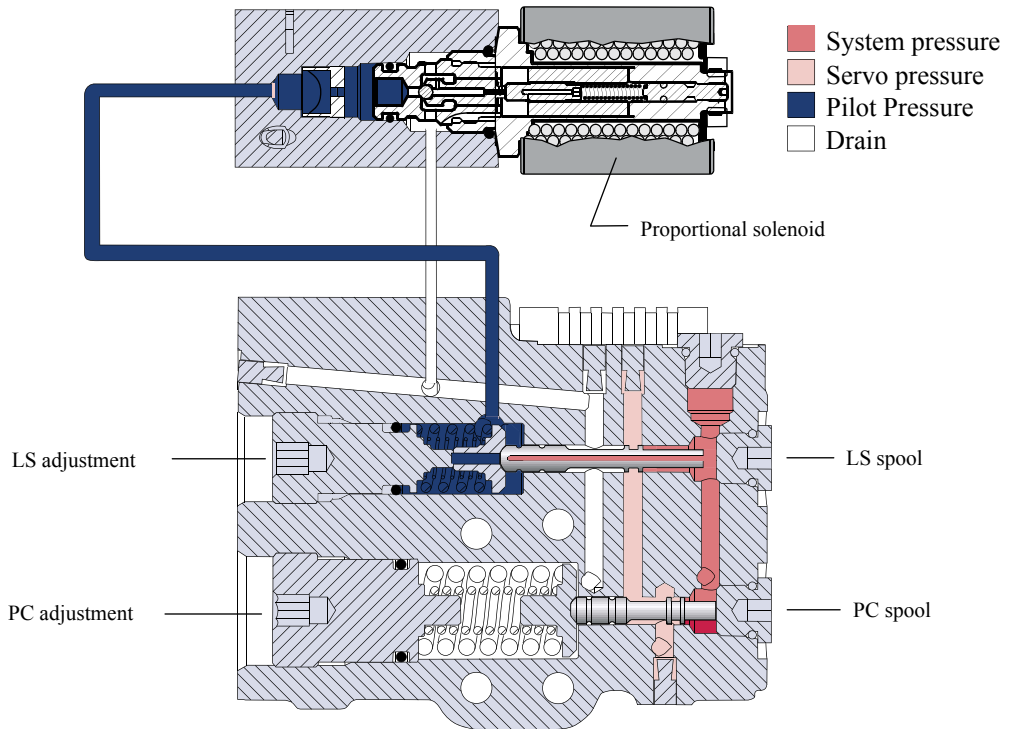 System pressure
Servo pressure
Pilot Pressure
Drain
Proportional solenoid
LS adjustment
LS spool
PC adjustment
PC spool